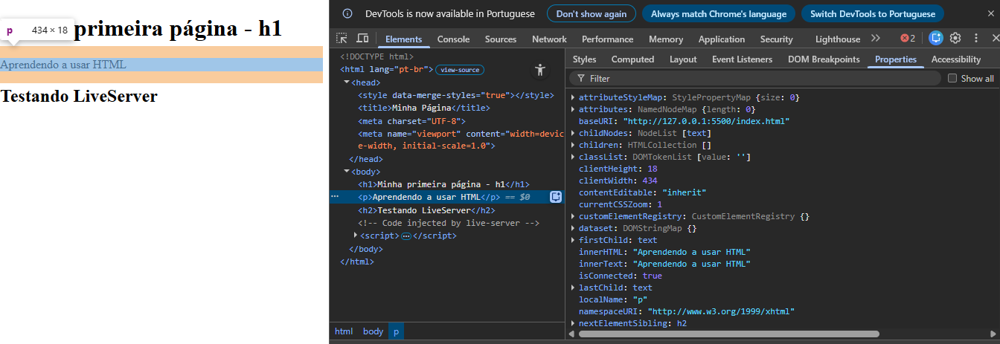 primeira página - h1
p 434 × 18
Aprendendo a usar HTML
Testando LiveServer
DevTools is now available in Portuguese
Don't show again
Always match Chrome's language
Switch DevTools to Portuguese
Elements Console Sources Network Performance Memory Application Security Lighthouse 2
<!DOCTYPE html>
<html lang="pt-br"> view-source
<head>
<style data-merge-styles="true"></style>
<title>Minha Página</title>
<meta charset="UTF-8">
<meta name="viewport" content="width=devic
e-width, initial-scale=1.0">
</head>
<body>
<h1>Minha primeira página - h1</h1>
<p>Aprendendo a usar HTML</p> == $0
<h2>Testando LiveServer</h2>
<!-- Code injected by live-server -->
<script>…</script>
</body>
</html>
html body p
Styles Computed Layout Event Listeners DOM Breakpoints Properties Accessibility
Filter Show all
attributeStyleMap: StylePropertyMap {size: 0}
attributes: NamedNodeMap {length: 0}
baseURI: "http://127.0.0.1:5500/index.html"
childNodes: NodeList [text]
children: HTMLCollection []
classList: DOMTokenList [value: '']
clientHeight: 18
clientWidth: 434
contentEditable: "inherit"
currentCSSZoom: 1
customElementRegistry: CustomElementRegistry {}
dataset: DOMStringMap {}
firstChild: text
innerHTML: "Aprendendo a usar HTML"
innerText: "Aprendendo a usar HTML"
isConnected: true
lastChild: text
localName: "p"
namespaceURI: "http://www.w3.org/1999/xhtml"
nextElementSibling: h2